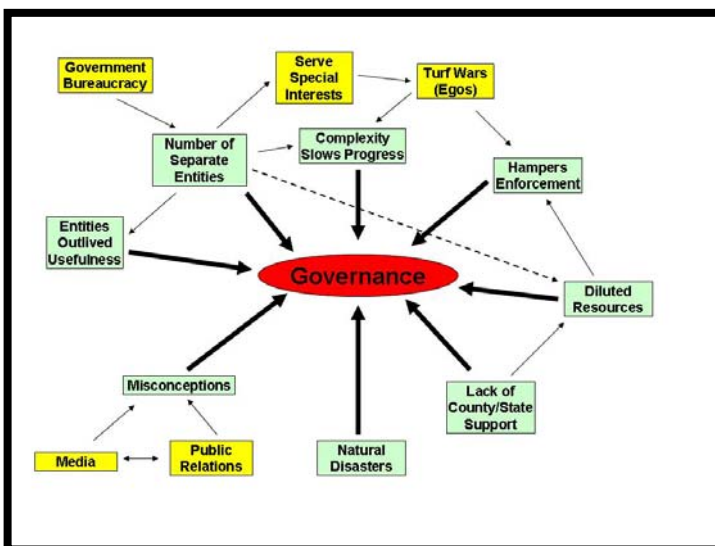 Government
Bureaucracy
Serve
Special
Interests
Turf Wars
(Egos)
Number of
Separate
Entities
Complexity
Slows Progress
Hampers
Enforcement
Entities
Outlived
Usefulness
Governance
Diluted
Resources
Misconceptions
Lack of
County/State
Support
Media
Public
Relations
Natural
Disasters